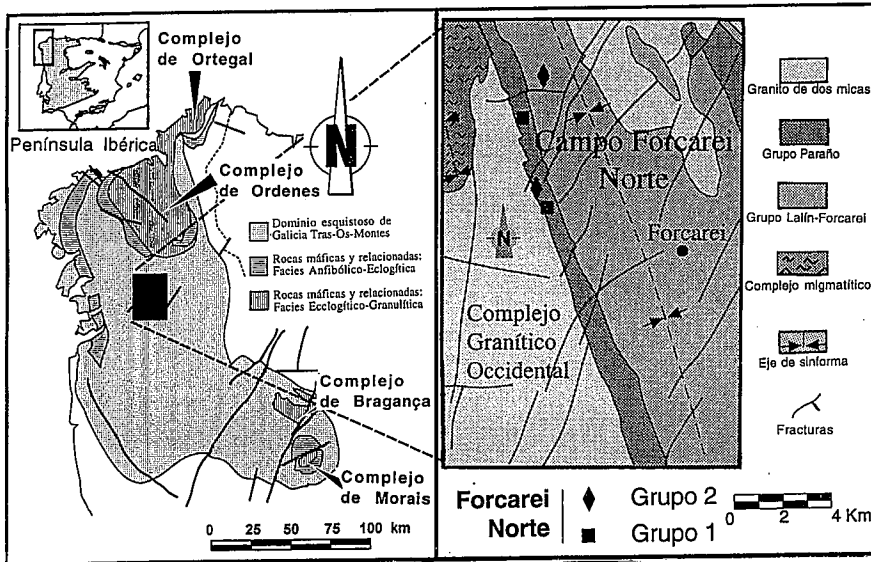 Complejo
de Ortegal
Península Ibérica
N
Complejo
de Ordenes
Dominio esquistoso de
Galicia Tras-Os-Montes
Rocas máficas y relacionadas:
Facies Anfibólico-Eclogítica
Rocas máficas y relacionadas:
Facies Ecclogítico-Granulítica
Complejo
de Bragança
Complejo
de Morais
0 25 50 75 100 km
Campo Forcarei
Norte
Forcarei
N
Complejo
Granítico
Occidental
Granito de dos micas
Grupo Paraño
Grupo Lalín-Forcarei
Complejo migmatítico
Eje de sinforma
Fracturas
Forcarei
Norte
Grupo 2
Grupo 1
0 2 4 Km